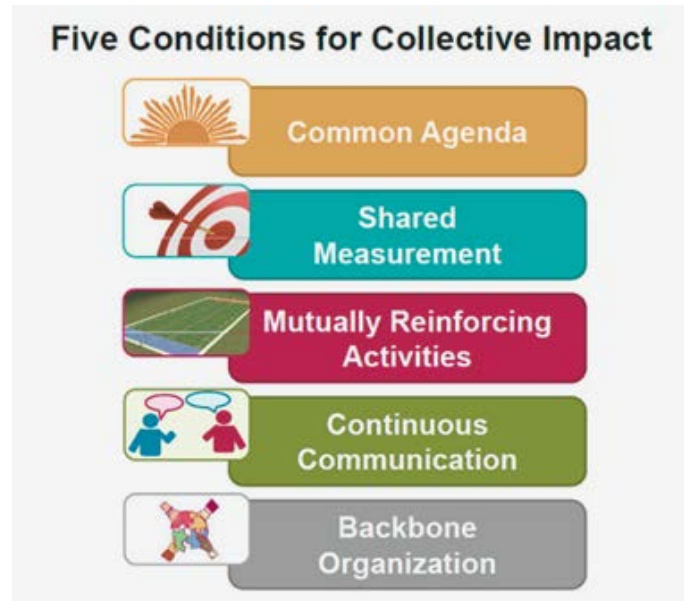 Five Conditions for Collective Impact
Common Agenda
Shared
Measurement
Mutually Reinforcing
Activities
Continuous
Communication
Backbone
Organization